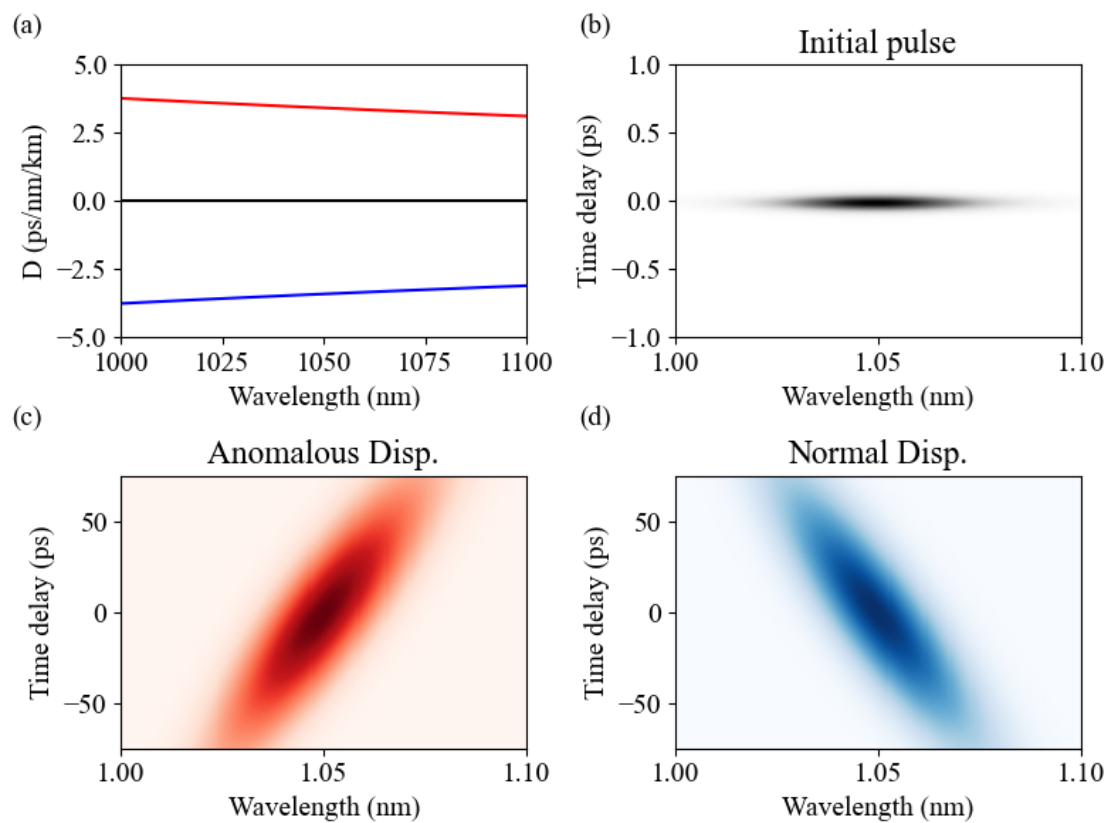 (a)
5.0
2.5
0.0
−2.5
−5.0
D (ps/nm/km)
1000 1025 1050 1075 1100
Wavelength (nm)
(b)
Initial pulse
1.0
0.5
0.0
−0.5
−1.0
Time delay (ps)
1.00 1.05 1.10
Wavelength (nm)
(c)
Anomalous Disp.
50
0
−50
Time delay (ps)
1.00 1.05 1.10
Wavelength (nm)
(d)
Normal Disp.
50
0
−50
Time delay (ps)
1.00 1.05 1.10
Wavelength (nm)